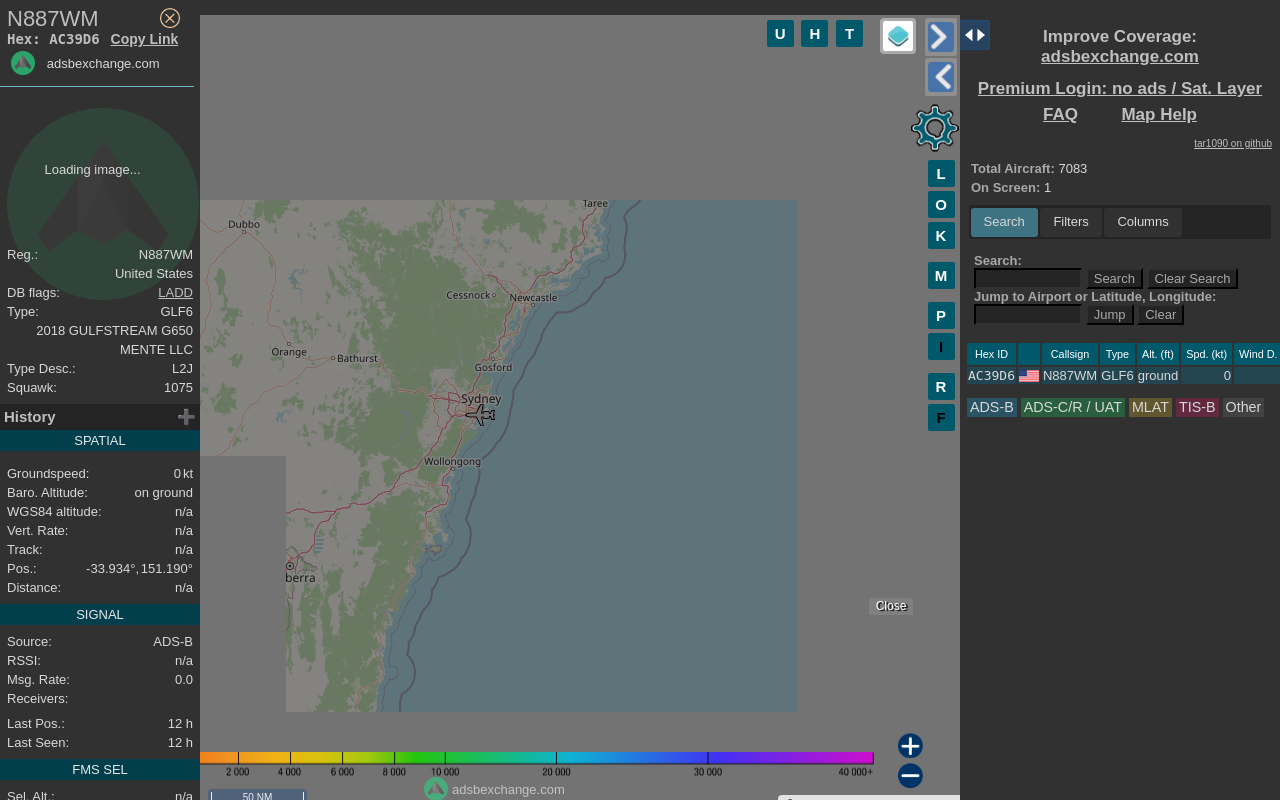 N887WM
Hex: AC39D6 Copy Link
adsbexchange.com
Loading image...
Reg.: N887WM
United States
DB flags: LADD
Type: GLF6
2018 GULFSTREAM G650
MENTE LLC
Type Desc.: L2J
Squawk: 1075
History
SPATIAL
Groundspeed: 0 kt
Baro. Altitude: on ground
WGS84 altitude: n/a
Vert. Rate: n/a
Track: n/a
Pos.: -33.934°, 151.190°
Distance: n/a
SIGNAL
Source: ADS-B
RSSI: n/a
Msg. Rate: 0.0
Receivers:
Last Pos.: 12 h
Last Seen: 12 h
FMS SEL
Sel. Alt.: n/a
U H T
L
O
K
M
P
I
R
F
Taree
Dubbo
Cessnock
Newcastle
Orange
Bathurst
Gosford
Sydney
Wollongong
berra
Close
2 000 4 000 6 000 8 000 10 000 20 000 30 000 40 000+
adsbexchange.com
50 NM
Improve Coverage:
adsbexchange.com
Premium Login: no ads / Sat. Layer
FAQ Map Help
tar1090 on github
Total Aircraft: 7083
On Screen: 1
Search Filters Columns
Search:
Search Clear Search
Jump to Airport or Latitude, Longitude:
Jump Clear
Hex ID Callsign Type Alt. (ft) Spd. (kt) Wind D.
AC39D6 N887WM GLF6 ground 0
ADS-B ADS-C/R / UAT MLAT TIS-B Other